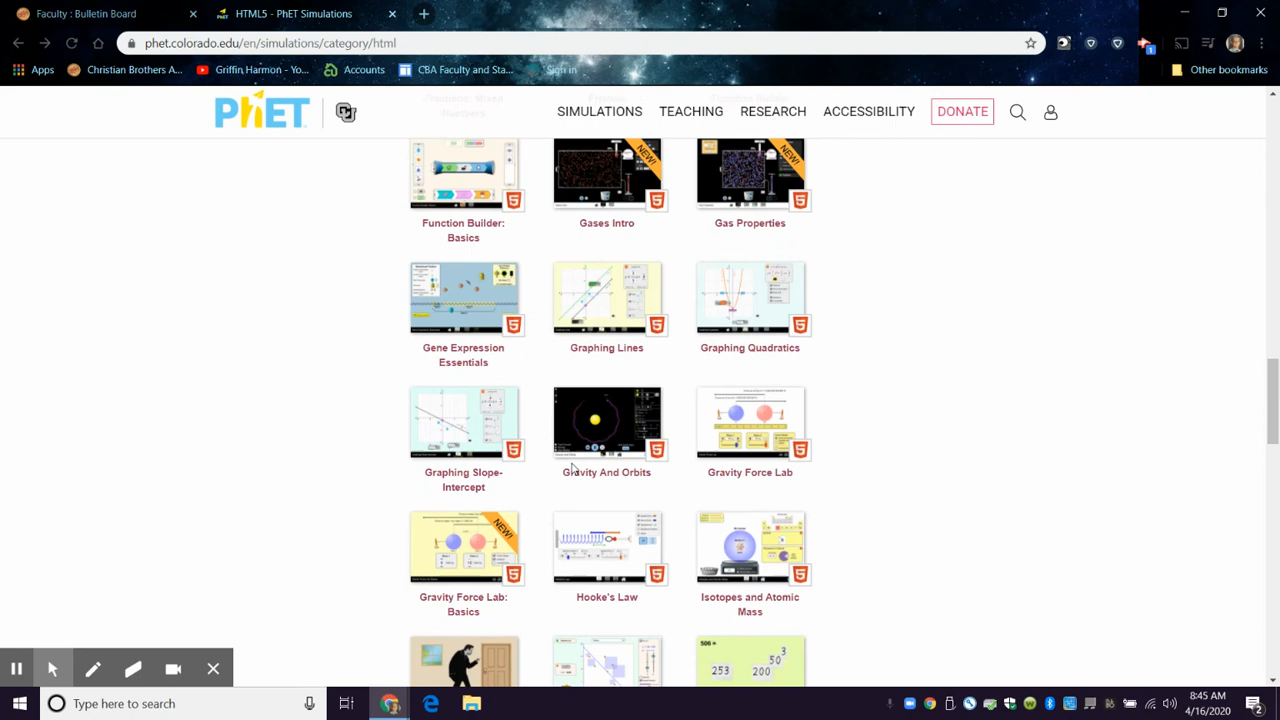 Faculty : Bulletin Board
HTML5 - PhET Simulations
phet.colorado.edu/en/simulations/category/html
Apps
Christian Brothers A...
Griffin Harmon - Yo...
Accounts
CBA Faculty and Sta...
Sign in
Other bookmarks
PhET
SIMULATIONS
TEACHING
RESEARCH
ACCESSIBILITY
DONATE
Numbers
NEW!
NEW!
Function Builder:
Basics
Gases Intro
Gas Properties
Gene Expression
Essentials
Graphing Lines
Graphing Quadratics
Graphing Slope-
Intercept
Gravity And Orbits
Gravity Force Lab
NEW!
Gravity Force Lab:
Basics
Hooke's Law
Isotopes and Atomic
Mass
506 =
253
200
50
3
Type here to search
8:45 AM
4/16/2020